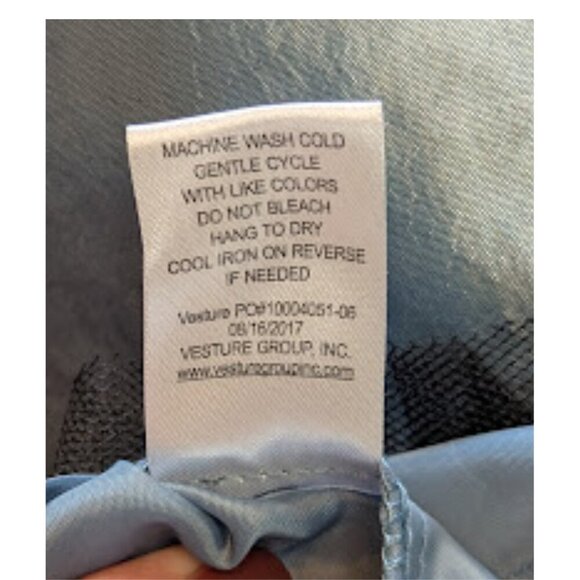 MACHINE WASH COLD
GENTLE CYCLE
WITH LIKE COLORS
DO NOT BLEACH
HANG TO DRY
COOL IRON ON REVERSE
IF NEEDED
Vesture PO#10004051-06
08/16/2017
VESTURE GROUP, INC.
www.vesturegroupinc.com